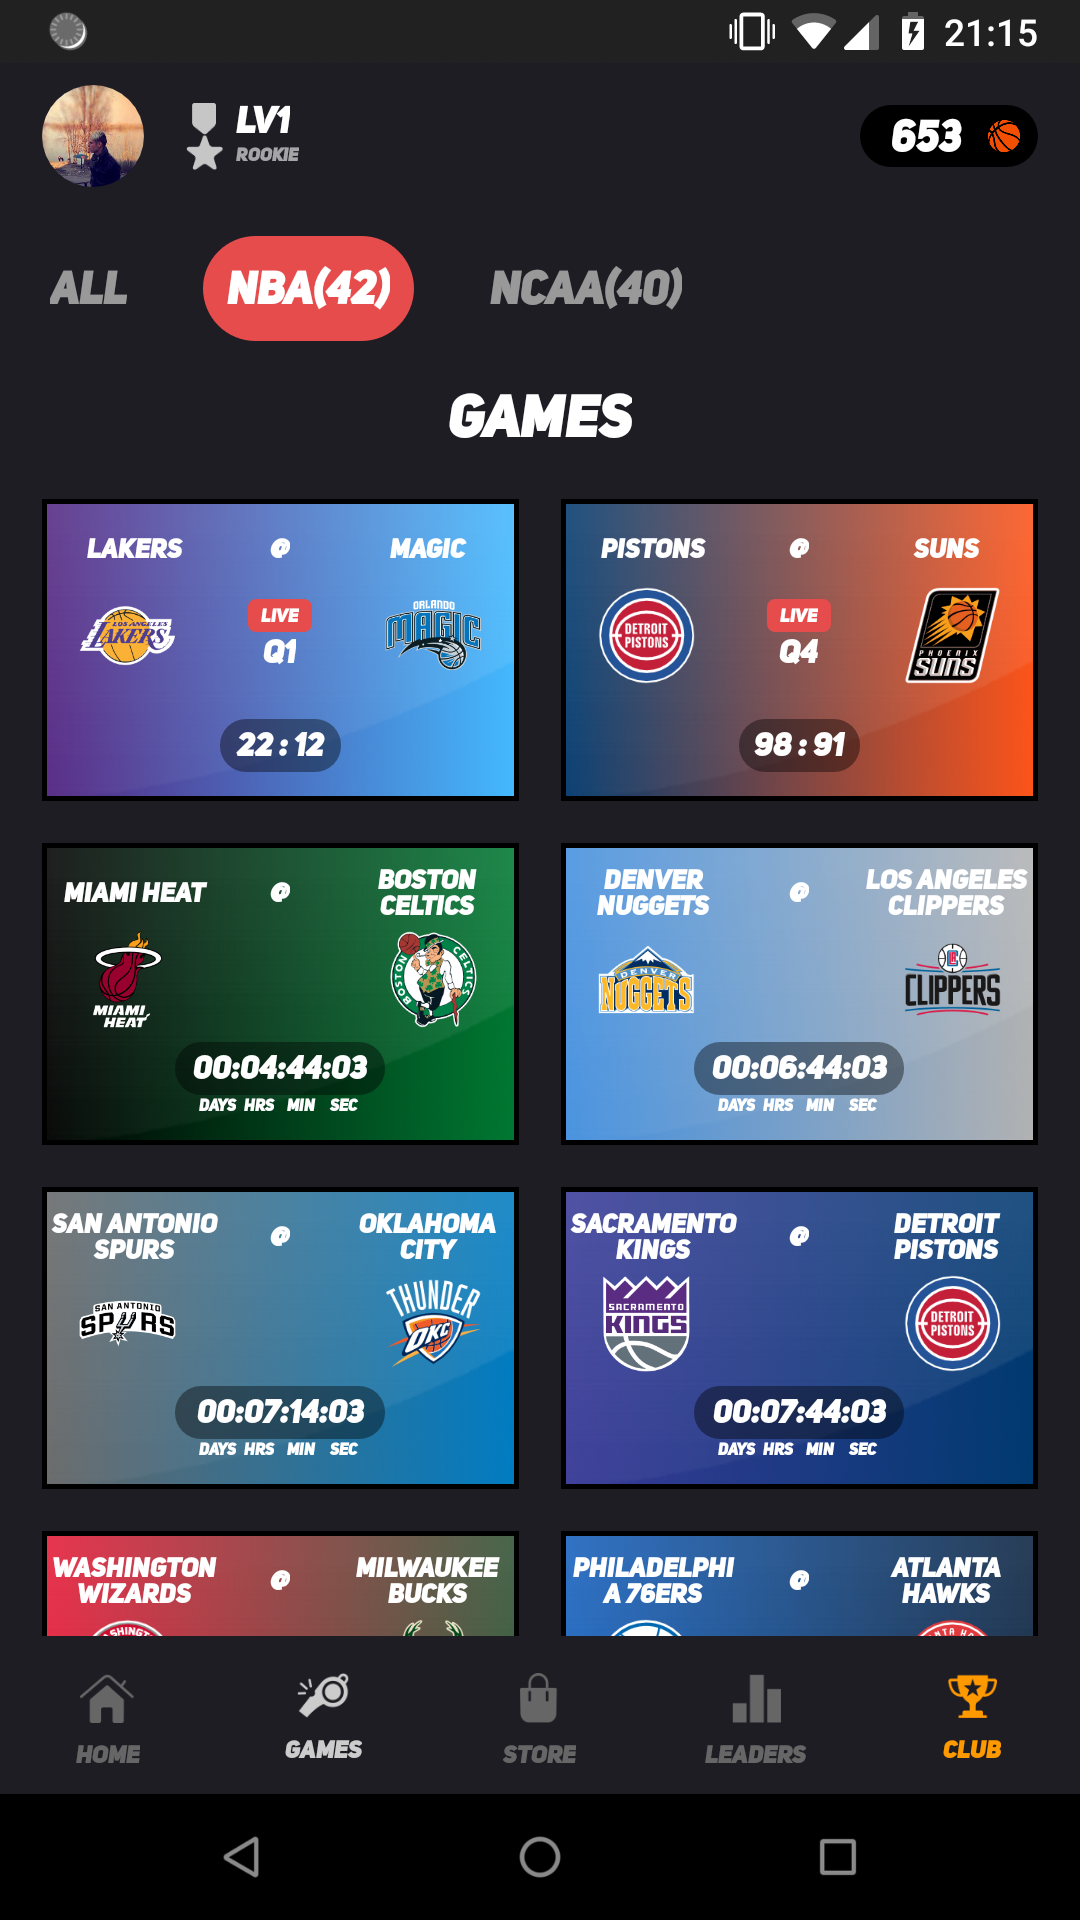 21:15
LV1
ROOKIE
653
ALL
NBA(42)
NCAA(40)
GAMES
LAKERS @ MAGIC
LOS ANGELES
LAKERS
LIVE
Q1
ORLANDO
MAGIC
22 : 12
PISTONS @ SUNS
DETROIT
PISTONS
LIVE
Q4
PHOENIX
SUNS
98 : 91
MIAMI HEAT @ BOSTON
CELTICS
MIAMI
HEAT
BOSTON
CELTICS
00:04:44:03
DAYS HRS MIN SEC
DENVER
NUGGETS
@
LOS ANGELES
CLIPPERS
DENVER
NUGGETS
CLIPPERS
00:06:44:03
DAYS HRS MIN SEC
SAN ANTONIO
SPURS
@
OKLAHOMA
CITY
SAN ANTONIO
SPURS
THUNDER
OKC
00:07:14:03
DAYS HRS MIN SEC
SACRAMENTO
KINGS
@
DETROIT
PISTONS
SACRAMENTO
KINGS
DETROIT
PISTONS
00:07:44:03
DAYS HRS MIN SEC
WASHINGTON
WIZARDS
@
MILWAUKEE
BUCKS
PHILADELPHI
A 76ERS
@
ATLANTA
HAWKS
HOME
GAMES
STORE
LEADERS
CLUB